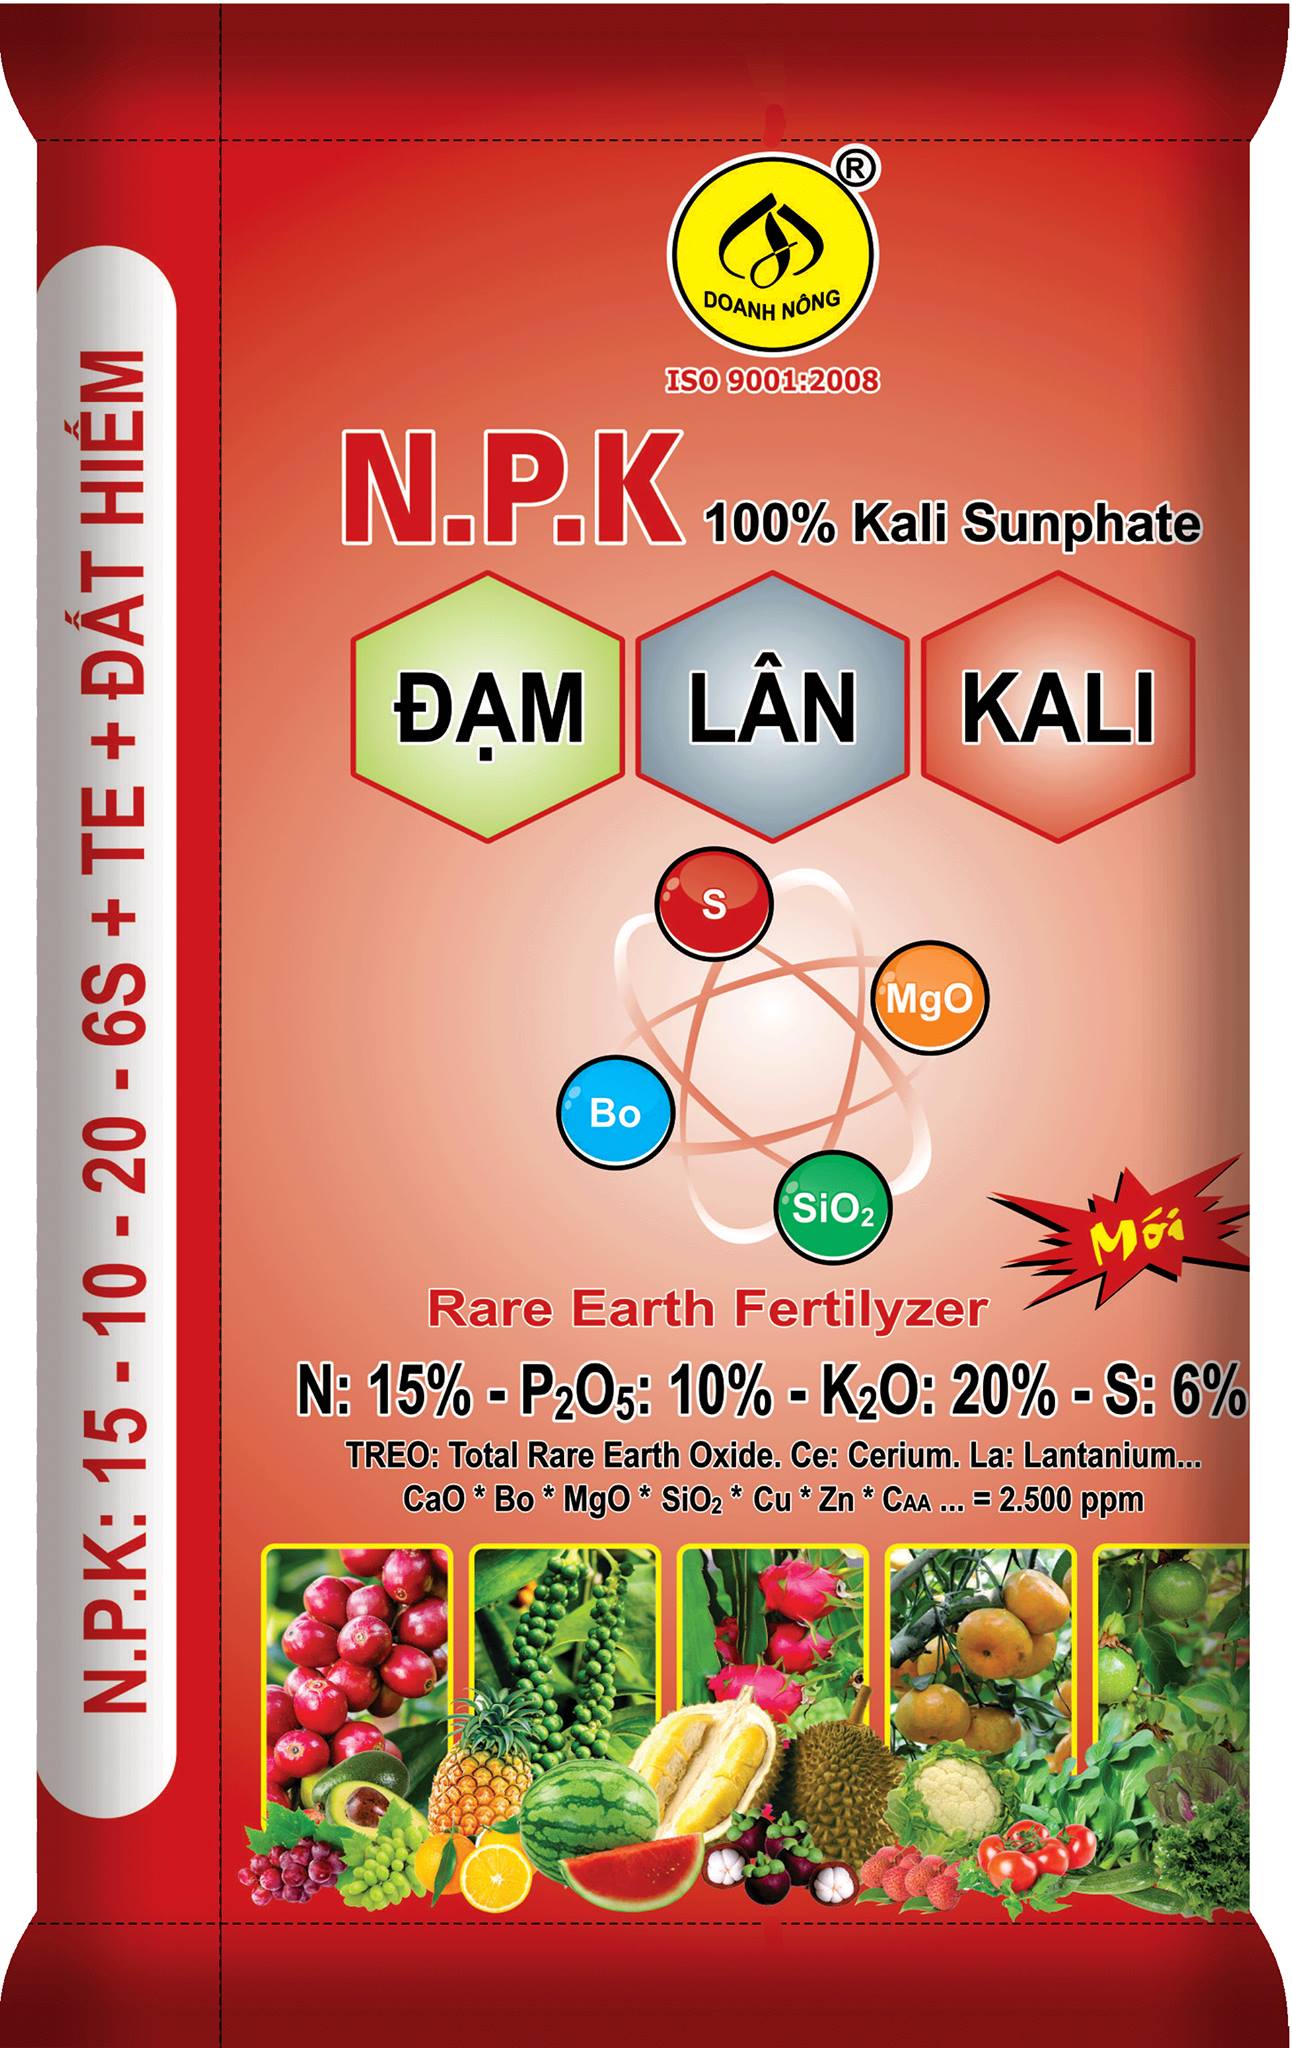 N.P.K: 15 - 10 - 20 - 6S + TE + ĐẤT HIẾM
®
DOANH NÔNG
ISO 9001:2008
N.P.K 100% Kali Sunphate
ĐẠM LÂN KALI
S
MgO
Bo
SiO₂
Mới
Rare Earth Fertilyzer
N: 15% - P₂O₅: 10% - K₂O: 20% - S: 6%
TREO: Total Rare Earth Oxide. Ce: Cerium. La: Lantanium...
CaO * Bo * MgO * SiO₂ * Cu * Zn * CAA ... = 2.500 ppm